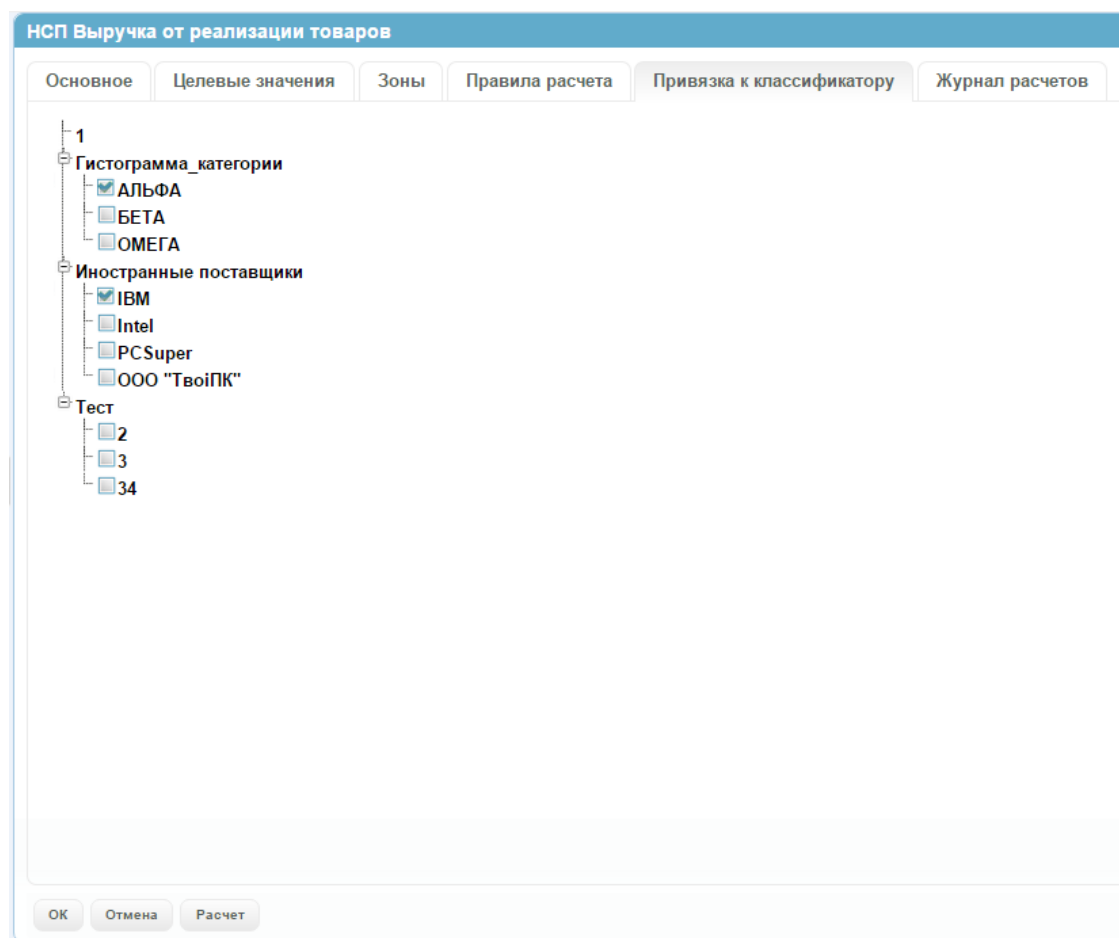 НСП Выручка от реализации товаров
Основное Целевые значения Зоны Правила расчета Привязка к классификатору Журнал расчетов
1
Гистограмма_категории
АЛЬФА
БЕТА
ОМЕГА
Иностранные поставщики
IBM
Intel
PCSuper
ООО "ТвоіПК"
Тест
2
3
34
ОК Отмена Расчет